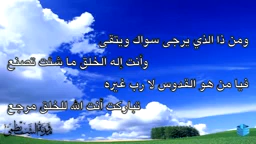 ومن ذا الذي يرجى سواك ويتقى
وأنت إله الخلق ما شئت تصنع
فيا من هو القدوس لا رب غيره
تباركت أنت الله للخلق مرجع